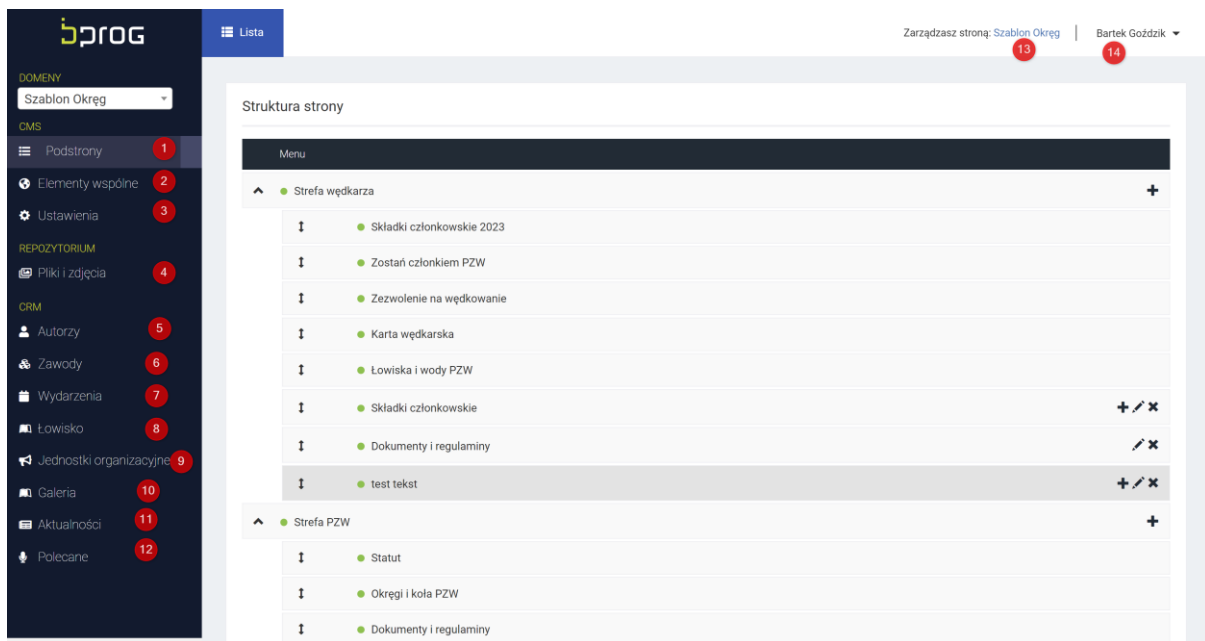 bprog
Lista
Zarządzasz stroną: Szablon Okręg
13
Bartek Goździk
14
DOMENY
Szablon Okręg
CMS
Podstrony 1
Elementy wspólne 2
Ustawienia 3
REPOZYTORIUM
Pliki i zdjęcia 4
CRM
Autorzy 5
Zawody 6
Wydarzenia 7
Łowisko 8
Jednostki organizacyjne 9
Galeria 10
Aktualności 11
Polecane 12
Struktura strony
Menu
Strefa wędkarza
Składki członkowskie 2023
Zostań członkiem PZW
Zezwolenie na wędkowanie
Karta wędkarska
Łowiska i wody PZW
Składki członkowskie
Dokumenty i regulaminy
test tekst
Strefa PZW
Statut
Okręgi i koła PZW
Dokumenty i regulaminy